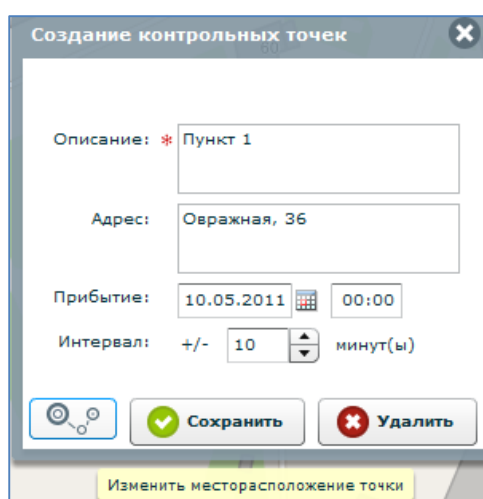 Создание контрольных точек
60
Описание: * Пункт 1
Адрес: Овражная, 36
Прибытие: 10.05.2011 00:00
Интервал: +/- 10 минут(ы)
Сохранить Удалить
Изменить месторасположение точки